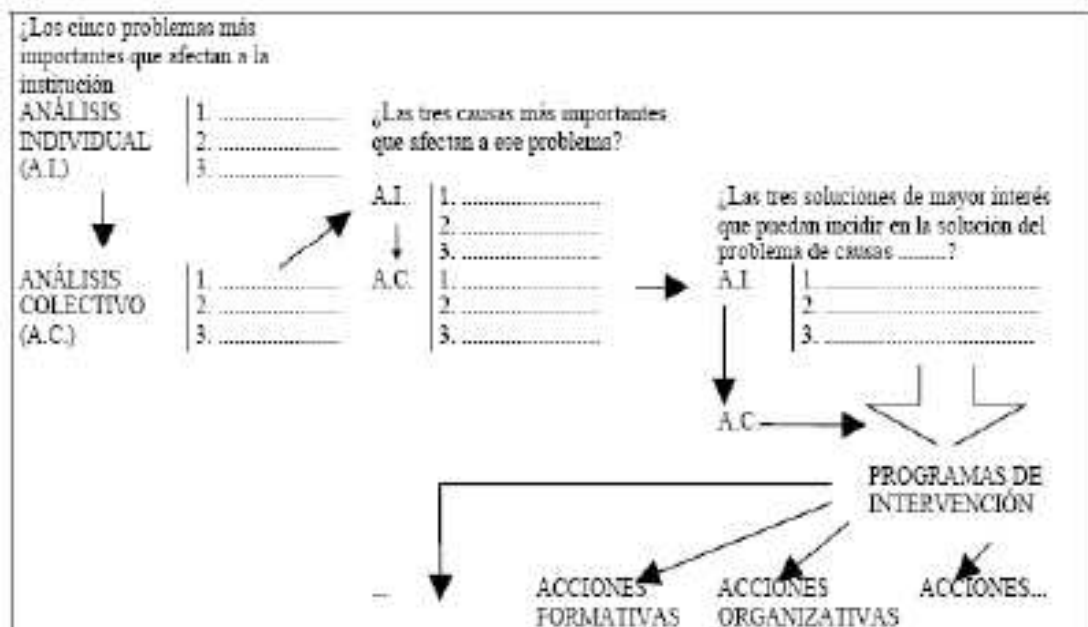 ¿Los cinco problemas más
importantes que afectan a la
institución
ANÁLISIS
INDIVIDUAL
(A.I.)
1. ....................
2. ....................
3. ....................
ANÁLISIS
COLECTIVO
(A.C.)
1. ....................
2. ....................
3. ....................
¿Las tres causas más importantes
que afectan a ese problema?
A.I.
1. ....................
2. ....................
3. ....................
A.C.
1. ....................
2. ....................
3. ....................
¿Las tres soluciones de mayor interés
que puedan incidir en la solución del
problema de causas .........?
A.I.
1. ....................
2. ....................
3. ....................
A.C.
PROGRAMAS DE
INTERVENCIÓN
...
ACCIONES
FORMATIVAS
ACCIONES
ORGANIZATIVAS
ACCIONES...